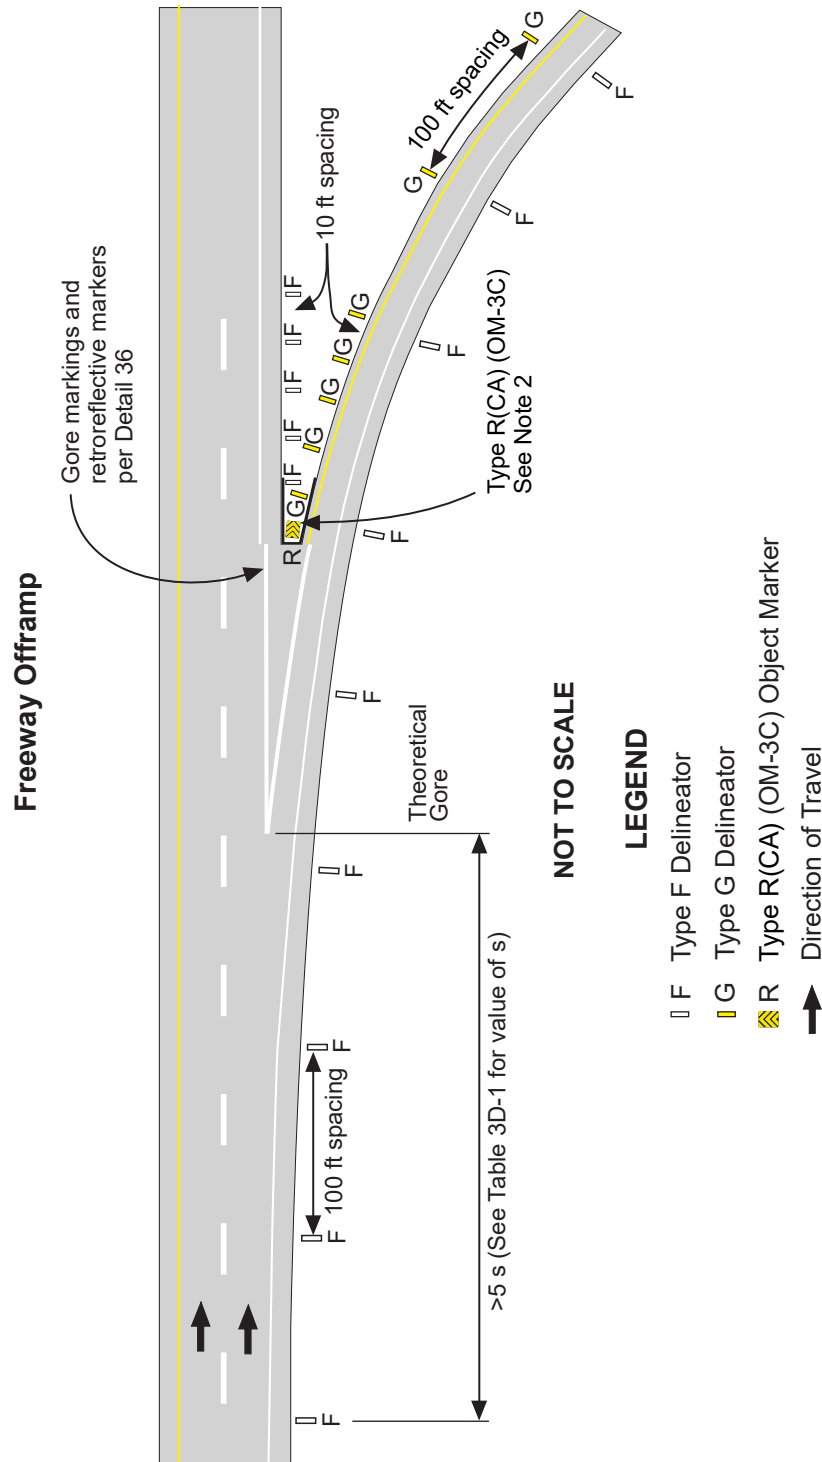 Freeway Offramp
Gore markings and
retroreflective markers
per Detail 36
10 ft spacing
100 ft spacing
G
G
F
F
F
F
F
F
F
F
G
G
G
G
G
R
F
F
F
F
F
F
F
Type R(CA) (OM-3C)
See Note 2
Theoretical
Gore
100 ft spacing
>5 s (See Table 3D-1 for value of s)
NOT TO SCALE
LEGEND
F Type F Delineator
G Type G Delineator
R Type R(CA) (OM-3C) Object Marker
Direction of Travel